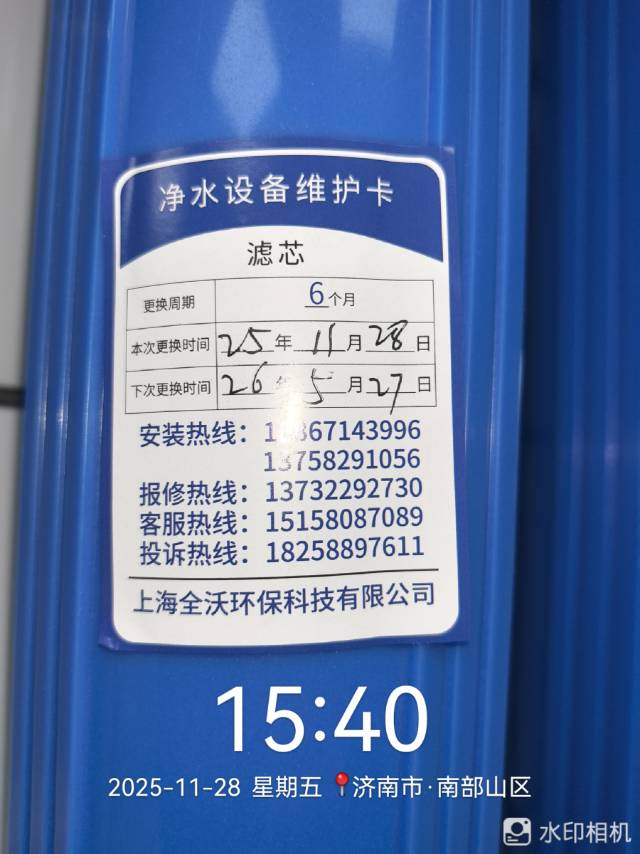 净水设备维护卡
滤芯
更换周期 6个月
本次更换时间 25年11月28日
下次更换时间 26年5月27日
安装热线：
13758291056
报修热线：13732292730
客服热线：15158087089
投诉热线：18258897611
上海全沃环保科技有限公司
15:40
2025-11-28 星期五 济南市·南部山区
水印相机